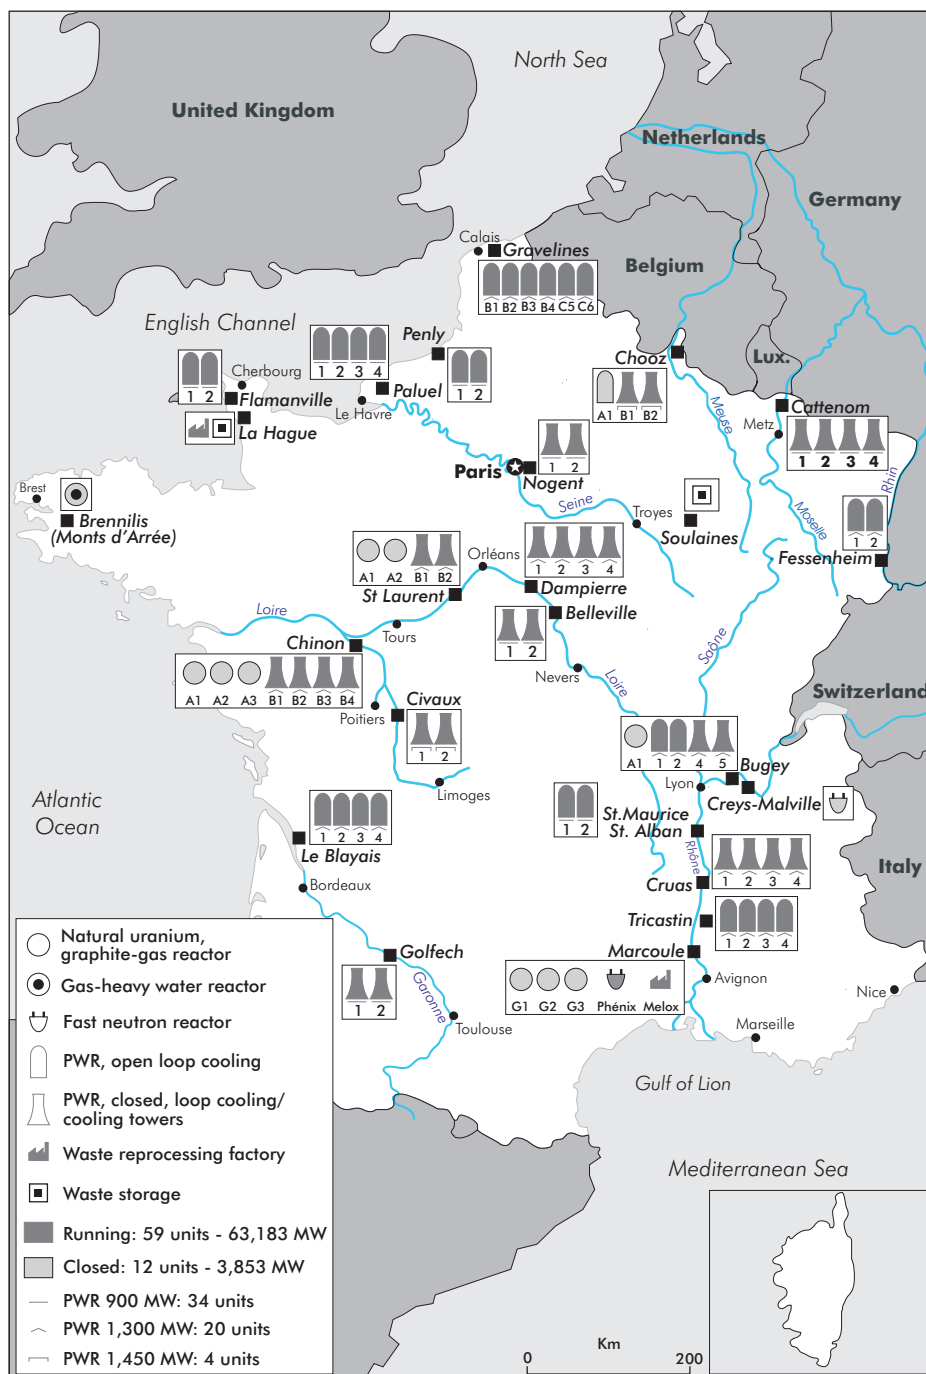 North Sea
United Kingdom
Netherlands
Germany
Calais
Gravelines
Belgium
B1 B2 B3 B4 C5 C6
English Channel
Penly
1 2 3 4
Chooz
Lux.
1 2
Cherbourg
Flamanville
Paluel
1 2
Le Havre
A1 B1 B2
Meuse
Cattenom
La Hague
Metz
1 2
1 2 3 4
Paris
Nogent
Rhin
Brest
Seine
Troyes
Moselle
Brennilis
(Monts d'Arrée)
Soulaines
1 2
Fessenheim
Orléans
A1 A2 B1 B2
1 2 3 4
St Laurent
Dampierre
Loire
Belleville
Tours
Chinon
1 2
Saône
A1 A2 A3 B1 B2 B3 B4
Nevers
Loire
Poitiers
Civaux
Switzerland
1 2
A1 1 2 4 5
Bugey
Limoges
Lyon
Creys-Malville
Atlantic
Ocean
1 2
St.Maurice
St. Alban
1 2 3 4
Le Blayais
Rhône
Italy
Bordeaux
Cruas
1 2 3 4
Tricastin
1 2 3 4
Golfech
Marcoule
1 2
Garonne
G1 G2 G3 Phénix Melox
Avignon
Nice
Toulouse
Marseille
Gulf of Lion
Mediterranean Sea
Natural uranium,
graphite-gas reactor
Gas-heavy water reactor
Fast neutron reactor
PWR, open loop cooling
PWR, closed, loop cooling/
cooling towers
Waste reprocessing factory
Waste storage
Running: 59 units - 63,183 MW
Closed: 12 units - 3,853 MW
PWR 900 MW: 34 units
PWR 1,300 MW: 20 units
PWR 1,450 MW: 4 units
Km
0 200